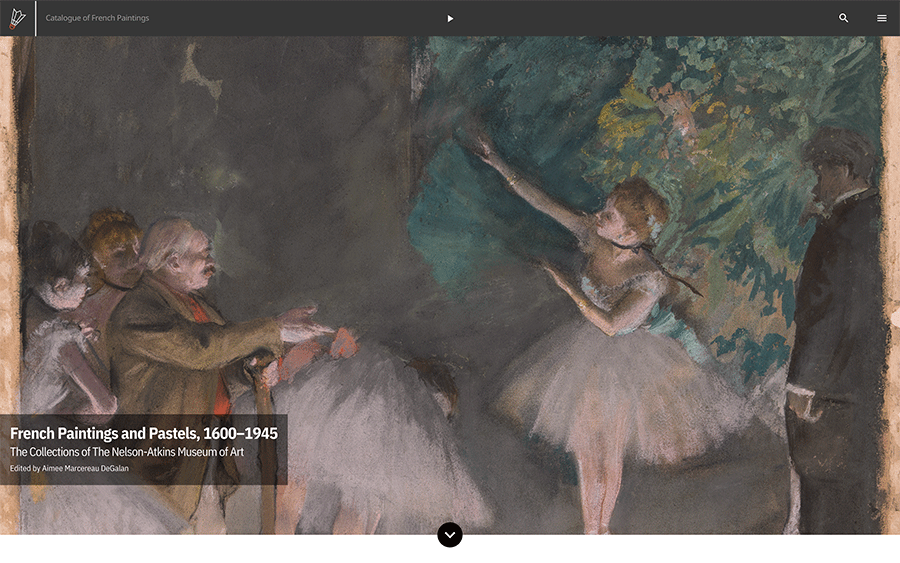 Catalogue of French Paintings
French Paintings and Pastels, 1600–1945
The Collections of The Nelson-Atkins Museum of Art
Edited by Aimee Marcereau DeGalan